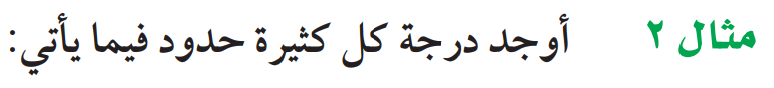 مثال ٢ أوجد درجة كل كثيرة حدود فيما يأتي: